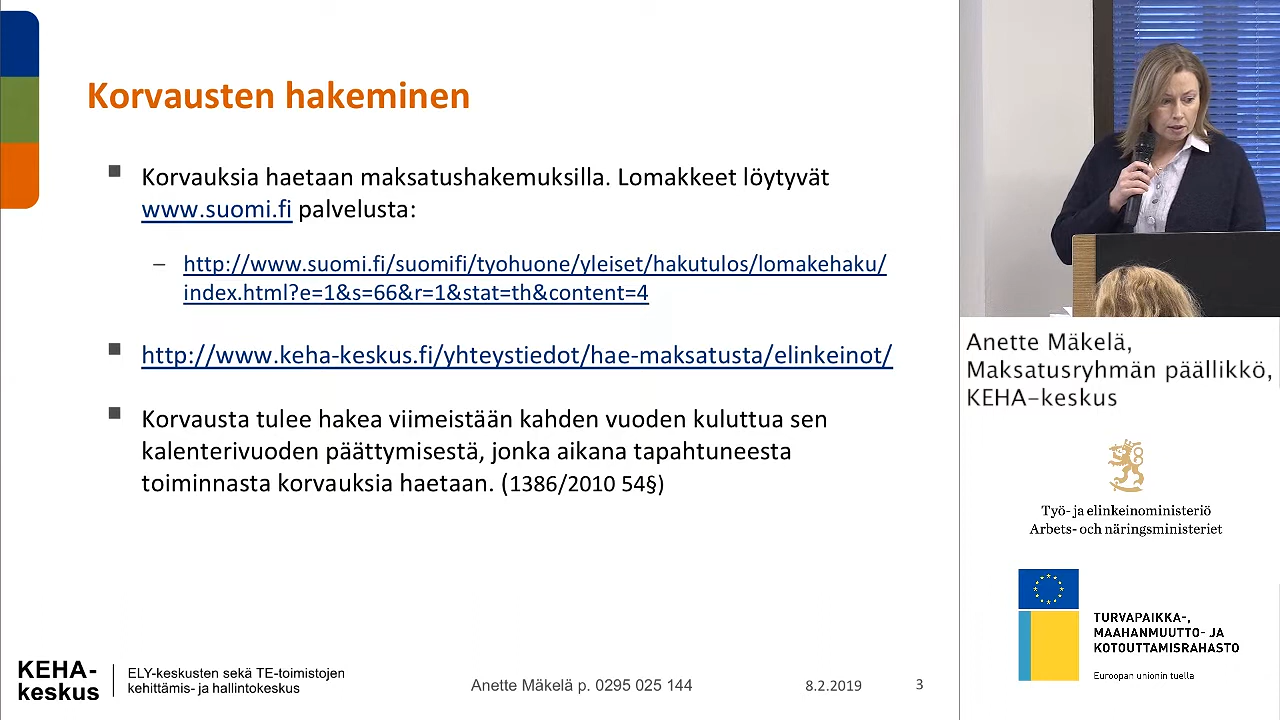 Korvausten hakeminen
Korvauksia haetaan maksatushakemuksilla. Lomakkeet löytyvät
www.suomi.fi palvelusta:
– http://www.suomi.fi/suomifi/tyohuone/yleiset/hakutulos/lomakehaku/
index.html?e=1&s=66&r=1&stat=th&content=4
http://www.keha-keskus.fi/yhteystiedot/hae-maksatusta/elinkeinot/
Korvausta tulee hakea viimeistään kahden vuoden kuluttua sen
kalenterivuoden päättymisestä, jonka aikana tapahtuneesta
toiminnasta korvauksia haetaan. (1386/2010 54§)
KEHA-
keskus
ELY-keskusten sekä TE-toimistojen
kehittämis- ja hallintokeskus
Anette Mäkelä p. 0295 025 144
8.2.2019
3
Anette Mäkelä,
Maksatusryhmän päällikkö,
KEHA-keskus
Työ- ja elinkeinoministeriö
Arbets- och näringsministeriet
TURVAPAIKKA-,
MAAHANMUUTTO- JA
KOTOUTTAMISRAHASTO
Euroopan unionin tuella